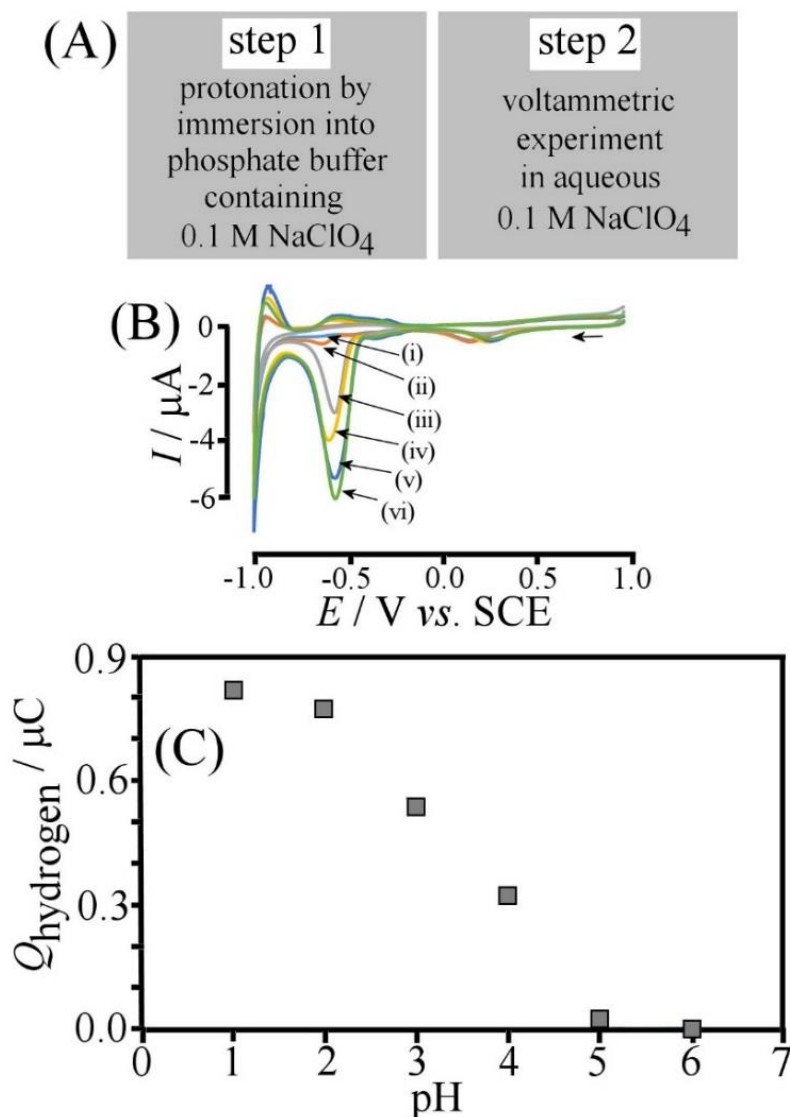 (A)
step 1
protonation by
immersion into
phosphate buffer
containing
0.1 M NaClO4
step 2
voltammetric
experiment
in aqueous
0.1 M NaClO4
(B)
I / μA
0
-2
-4
-6
(i)
(ii)
(iii)
(iv)
(v)
(vi)
-1.0 -0.5 0.0 0.5 1.0
E / V vs. SCE
(C)
Qhydrogen / μC
0.9
0.6
0.3
0.0
0 1 2 3 4 5 6 7
pH